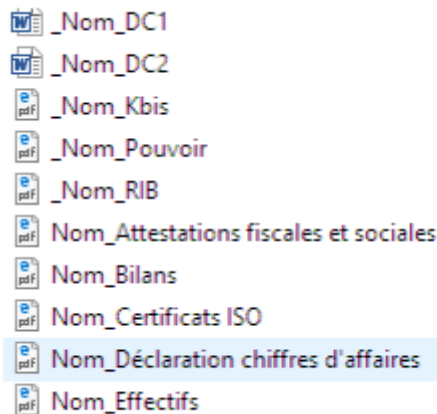 _Nom_DC1
_Nom_DC2
_Nom_Kbis
_Nom_Pouvoir
_Nom_RIB
Nom_Attestations fiscales et sociales
Nom_Bilans
Nom_Certificats ISO
Nom_Déclaration chiffres d'affaires
Nom_Effectifs